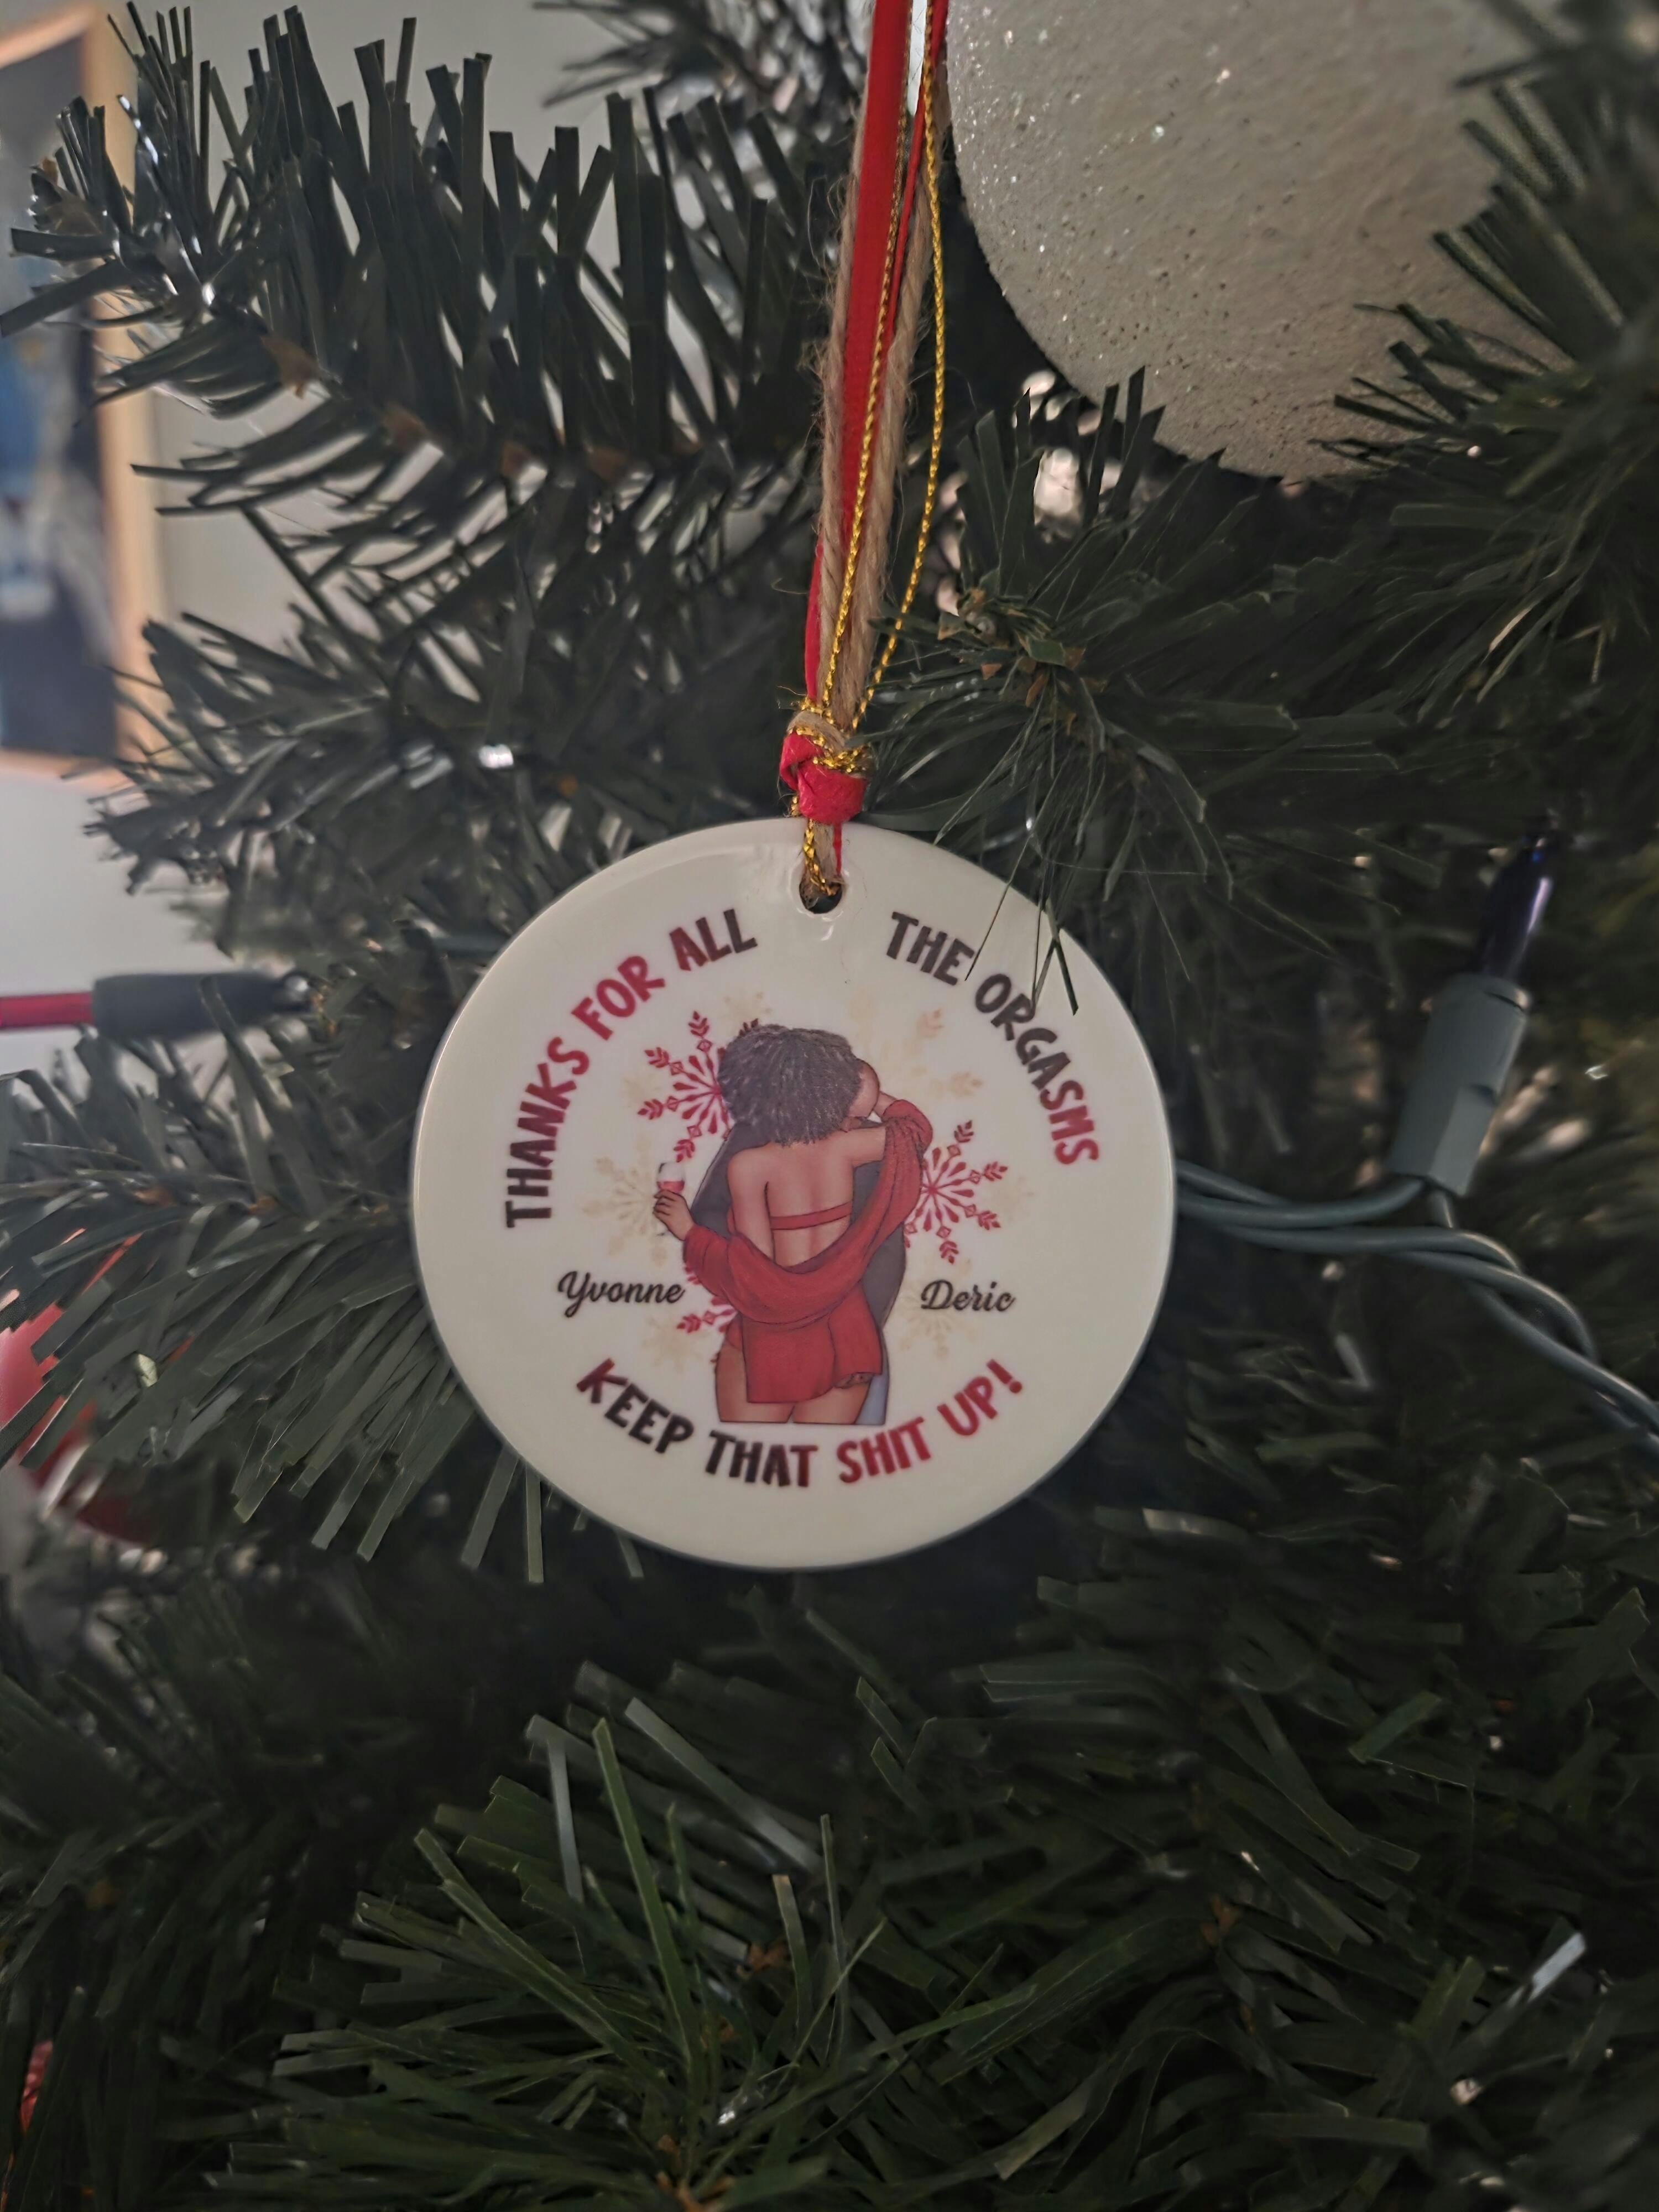 THANKS FOR ALL THE ORGASMS
Yvonne
Deric
KEEP THAT SHIT UP!